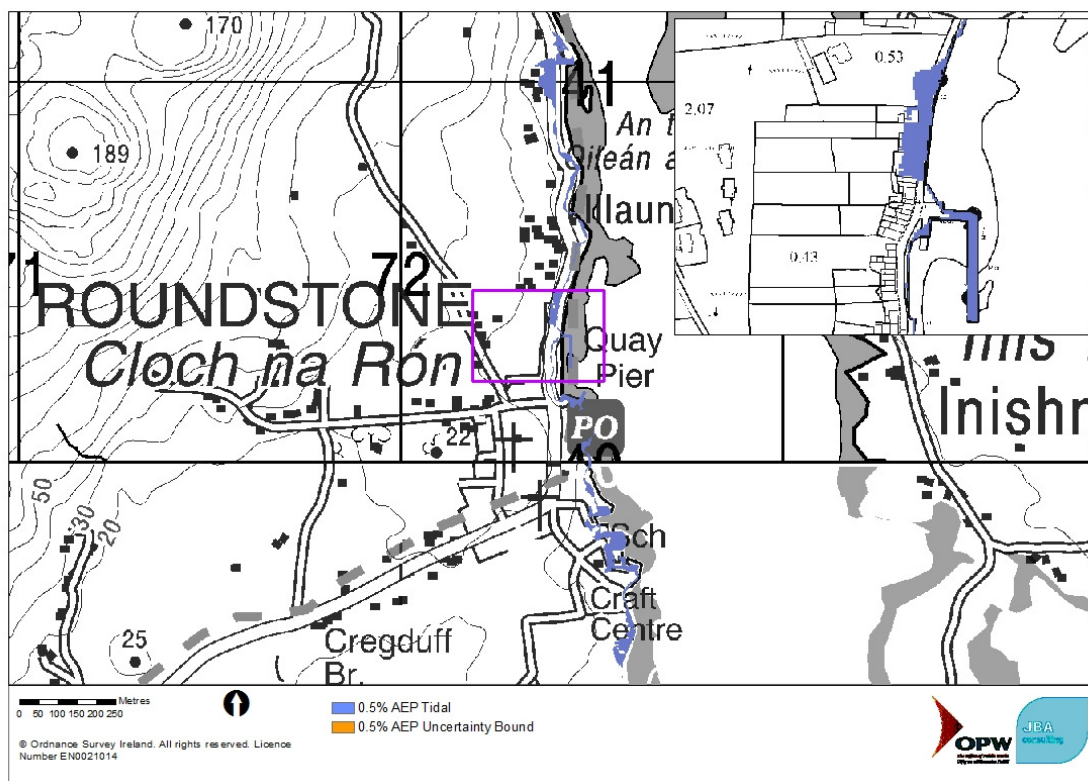 170
0.53
41
2.07
An
189
Oileán a
Illaun
0.43
71
72
ROUNDSTONE
Cloch na Rón
Quay
Pier
Inis
Inishn
PO
22
40
50
30
20
Sch
Craft
Centre
25
Cregduff
Br.
Metres
0 50 100 150 200 250
0.5% AEP Tidal
0.5% AEP Uncertainty Bound
© Ordnance Survey Ireland. All rights reserved. Licence
Number EN0021014
OPW
JBA
consulting